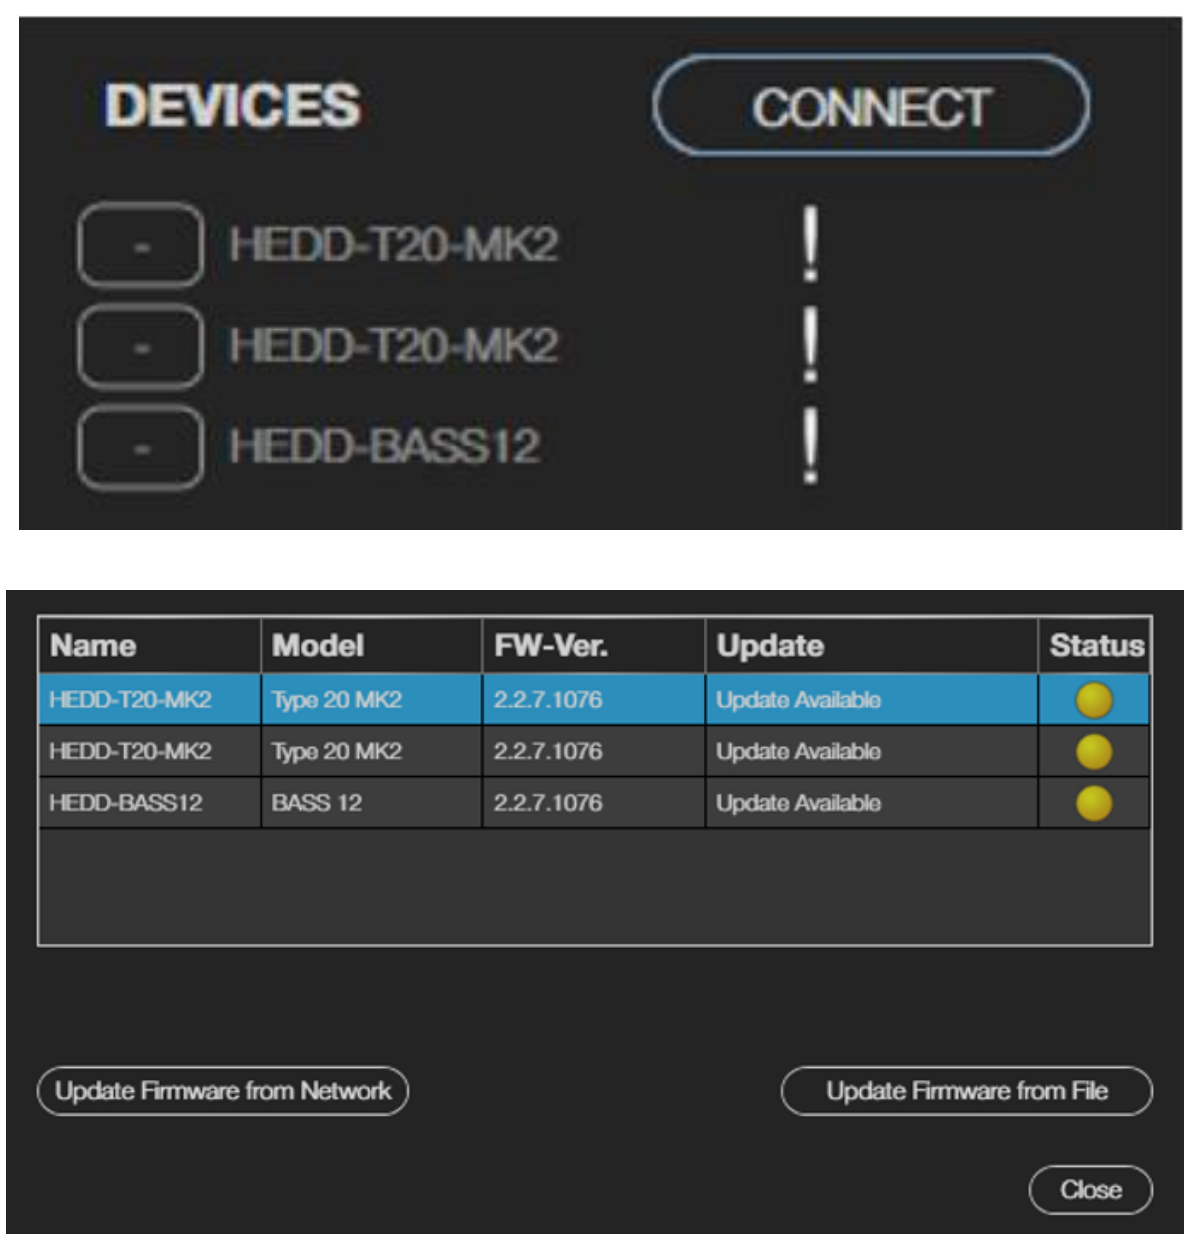 DEVICES CONNECT
- HEDD-T20-MK2 !
- HEDD-T20-MK2 !
- HEDD-BASS12 !
Name Model FW-Ver. Update Status
HEDD-T20-MK2 Type 20 MK2 2.2.7.1076 Update Available
HEDD-T20-MK2 Type 20 MK2 2.2.7.1076 Update Available
HEDD-BASS12 BASS 12 2.2.7.1076 Update Available
Update Firmware from Network Update Firmware from File
Close